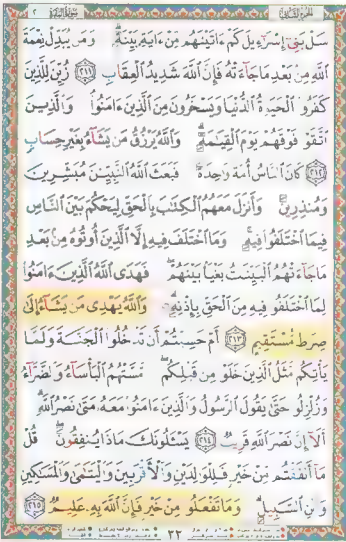 الجزء الثاني سورة البقرة ٢
سَلْ بَنِىٓ إِسْرَٰٓءِيلَ كَمْ ءَاتَيْنَٰهُم مِّنْ ءَايَةٍۭ بَيِّنَةٍ ۗ وَمَن يُبَدِّلْ نِعْمَةَ
ٱللَّهِ مِنۢ بَعْدِ مَا جَآءَتْهُ فَإِنَّ ٱللَّهَ شَدِيدُ ٱلْعِقَابِ ٢١١ زُيِّنَ لِلَّذِينَ
كَفَرُوا۟ ٱلْحَيَوٰةُ ٱلدُّنْيَا وَيَسْخَرُونَ مِنَ ٱلَّذِينَ ءَامَنُوا۟ ۘ وَٱلَّذِينَ
ٱتَّقَوْا۟ فَوْقَهُمْ يَوْمَ ٱلْقِيَٰمَةِ ۗ وَٱللَّهُ يَرْزُقُ مَن يَشَآءُ بِغَيْرِ حِسَابٍ
٢١٢ كَانَ ٱلنَّاسُ أُمَّةً وَٰحِدَةً فَبَعَثَ ٱللَّهُ ٱلنَّبِيِّـۧنَ مُبَشِّرِينَ
وَمُنذِرِينَ وَأَنزَلَ مَعَهُمُ ٱلْكِتَٰبَ بِٱلْحَقِّ لِيَحْكُمَ بَيْنَ ٱلنَّاسِ
فِيمَا ٱخْتَلَفُوا۟ فِيهِ ۚ وَمَا ٱخْتَلَفَ فِيهِ إِلَّا ٱلَّذِينَ أُوتُوهُ مِنۢ بَعْدِ
مَا جَآءَتْهُمُ ٱلْبَيِّنَٰتُ بَغْيًۢا بَيْنَهُمْ ۖ فَهَدَى ٱللَّهُ ٱلَّذِينَ ءَامَنُوا۟
لِمَا ٱخْتَلَفُوا۟ فِيهِ مِنَ ٱلْحَقِّ بِإِذْنِهِۦ ۗ وَٱللَّهُ يَهْدِى مَن يَشَآءُ إِلَىٰ
صِرَٰطٍ مُّسْتَقِيمٍ ٢١٣ أَمْ حَسِبْتُمْ أَن تَدْخُلُوا۟ ٱلْجَنَّةَ وَلَمَّا
يَأْتِكُم مَّثَلُ ٱلَّذِينَ خَلَوْا۟ مِن قَبْلِكُم ۖ مَّسَّتْهُمُ ٱلْبَأْسَآءُ وَٱلضَّرَّآءُ
وَزُلْزِلُوا۟ حَتَّىٰ يَقُولَ ٱلرَّسُولُ وَٱلَّذِينَ ءَامَنُوا۟ مَعَهُۥ مَتَىٰ نَصْرُ ٱللَّهِ ۗ
أَلَآ إِنَّ نَصْرَ ٱللَّهِ قَرِيبٌ ٢١٤ يَسْـَٔلُونَكَ مَاذَا يُنفِقُونَ ۖ قُلْ
مَآ أَنفَقْتُم مِّنْ خَيْرٍ فَلِلْوَٰلِدَيْنِ وَٱلْأَقْرَبِينَ وَٱلْيَتَٰمَىٰ وَٱلْمَسَٰكِينِ
وَٱبْنِ ٱلسَّبِيلِ ۗ وَمَا تَفْعَلُوا۟ مِنْ خَيْرٍ فَإِنَّ ٱللَّهَ بِهِۦ عَلِيمٌ ٢١٥
٣٣